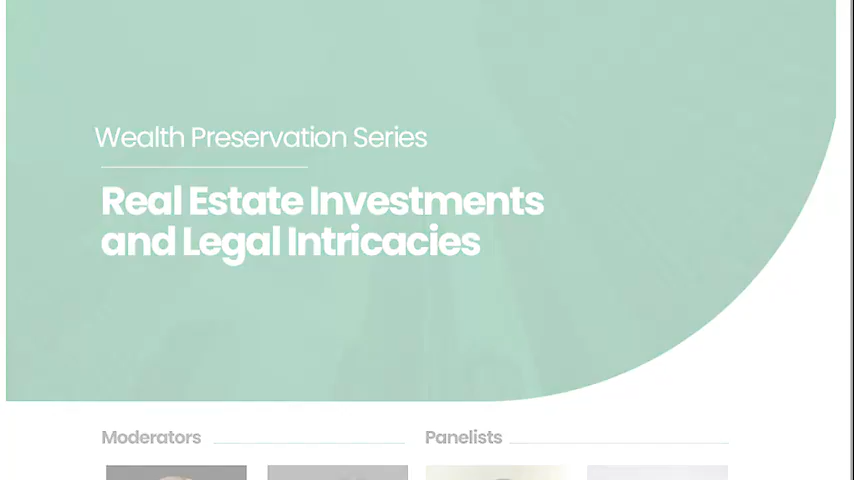 Wealth Preservation Series
Real Estate Investments
and Legal Intricacies
Moderators
Panelists